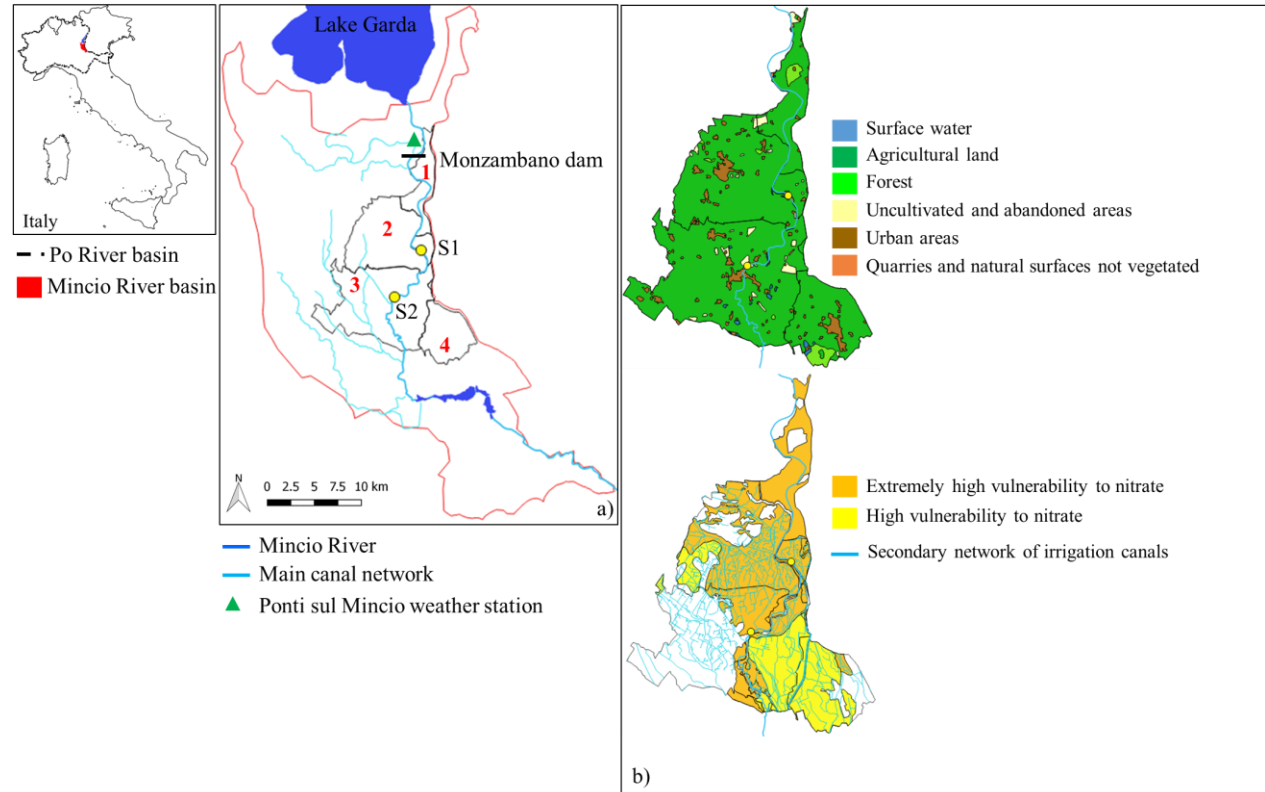 Italy
Po River basin
Mincio River basin
Lake Garda
Monzambano dam
1
2
S1
3
S2
4
N
0 2.5 5 7.5 10 km
a)
Mincio River
Main canal network
Ponti sul Mincio weather station
Surface water
Agricultural land
Forest
Uncultivated and abandoned areas
Urban areas
Quarries and natural surfaces not vegetated
Extremely high vulnerability to nitrate
High vulnerability to nitrate
Secondary network of irrigation canals
b)